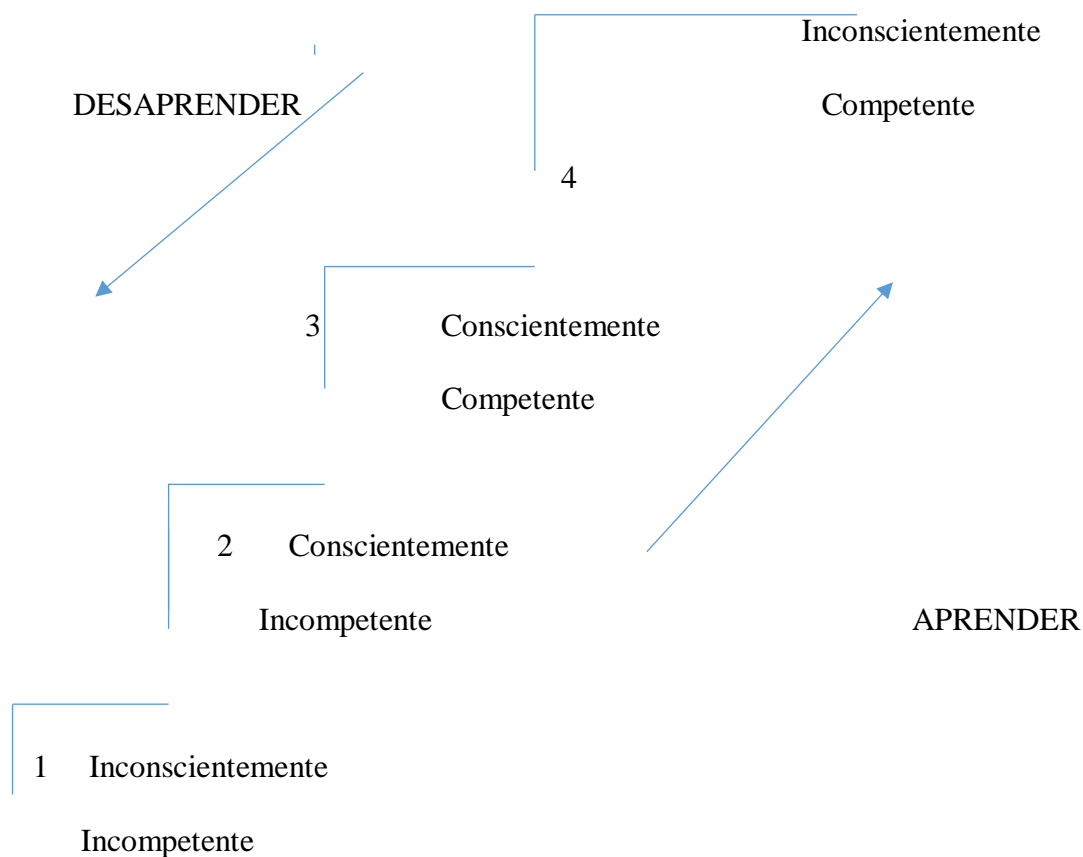 Inconscientemente
DESAPRENDER Competente
4
3 Conscientemente
Competente
2 Conscientemente
Incompetente APRENDER
1 Inconscientemente
Incompetente